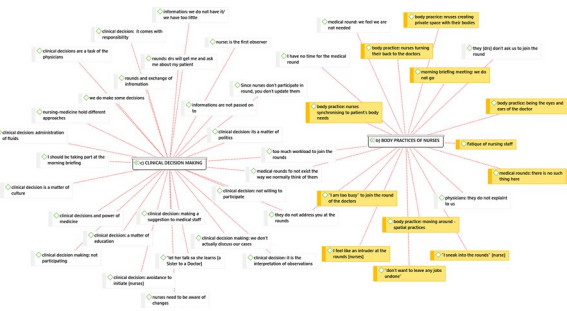 information: we do not have it/
we have too little
clinical decision: it comes with
responsibility
nurse: is the first observer
clinical decisions are a task of the
physicians
rounds: drs will get me and ask
me about my patient
rounds and exchange of
information
Since nurses don't participate in
round, you don't update them
we do make some decisions
informations are not passed on
to
nursing-medicine hold different
approaches
clinical decision: administration
of fluids
clinical decision: its a matter of
politics
I should be taking part at the
morning briefing
c) CLINICAL DECISION MAKING
too much workload to join the
rounds
medical rounds do not exist the
way we normally think of them
clinical decision is a matter of
culture
clinical decision: not willing to
participate
clinical decisions and power of
medicine
clinical decision: making a
suggestion to medical staff
they do not address you at the
rounds
clinical decision: a matter of
education
clinical decision making: we don't
actually discuss our cases
clinical decision making: not
participating
"let her talk so she learns (a
Sister to a Doctor)
clinical decision: it is the
interpretation of observations
clinical decision: avoidance to
initiate [nurses]
nurses need to be aware of
changes
medical round: we feel we are
not needed
body practice: nruses creating
private space with their bodies
I have no time for the medical
round
body practice: nurses turning
their back to the doctors
they [drs] don't ask us to join the
round
morning briefing meeting: we do
not go
body practice: nurses
synchronising to patient's body
needs
body practice: being the eyes and
ears of the doctor
b) BODY PRACTICES OF NURSES
Fatigue of nursing staff
medical rounds: there is no such
thing here
"I am too busy" to join the round
of the doctors
physicians: they do not explaint
to us
body practice: moving around -
spatial practices
I feel like an intruder at the
rounds [nurses]
"I sneak into the rounds" [nurse]
"don't want to leave any jobs
undone"